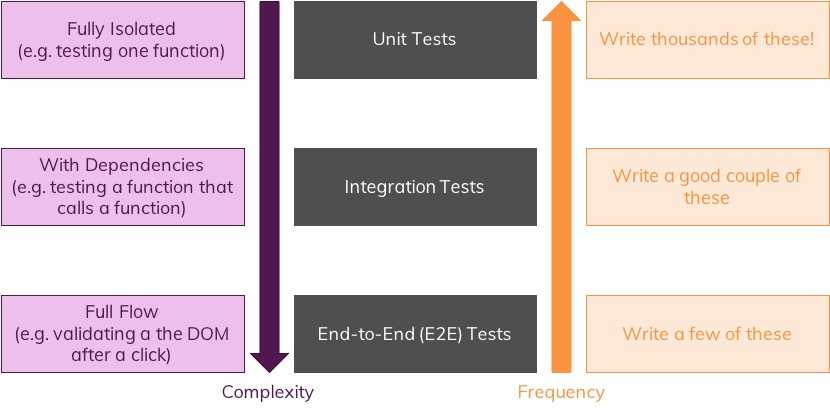 Fully Isolated
(e.g. testing one function)
Unit Tests
Write thousands of these!
With Dependencies
(e.g. testing a function that
calls a function)
Integration Tests
Write a good couple of
these
Full Flow
(e.g. validating a the DOM
after a click)
End-to-End (E2E) Tests
Write a few of these
Complexity
Frequency